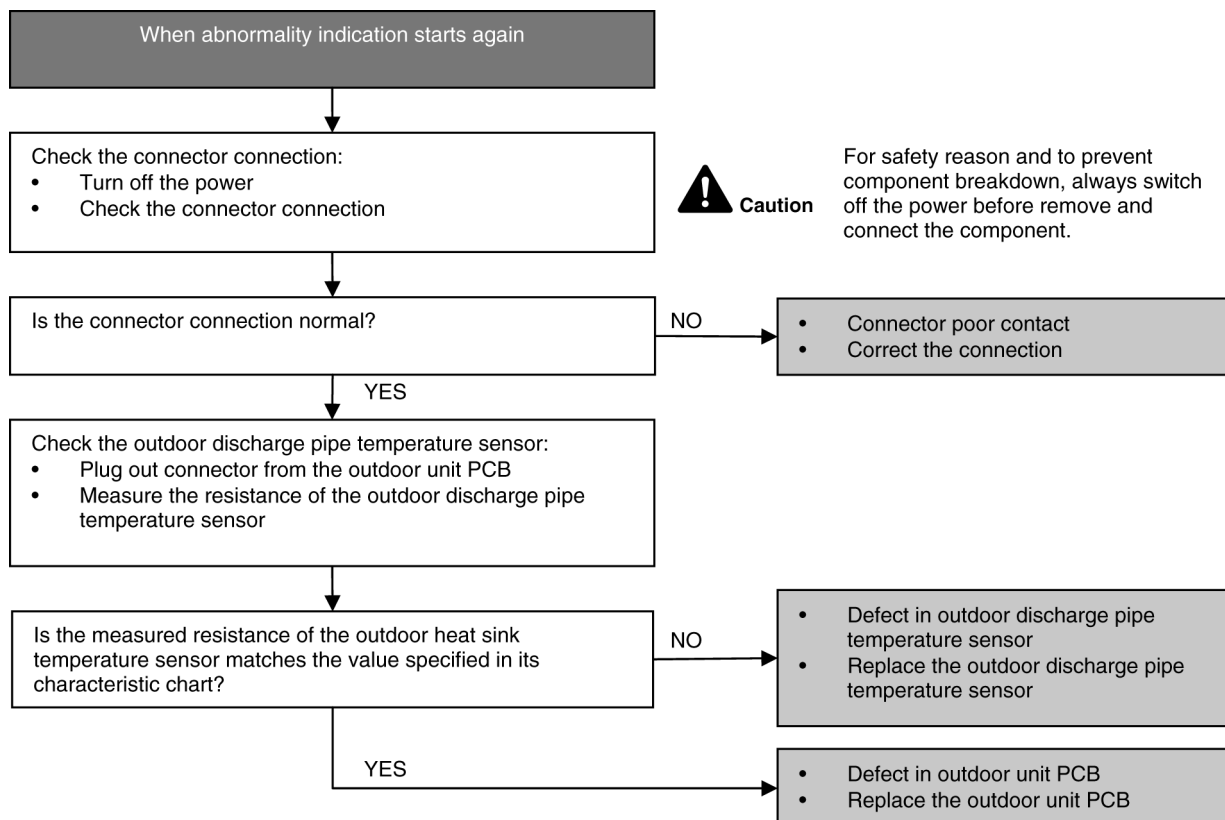 When abnormality indication starts again
Check the connector connection:
• Turn off the power
• Check the connector connection
Caution
For safety reason and to prevent
component breakdown, always switch
off the power before remove and
connect the component.
Is the connector connection normal?
NO
• Connector poor contact
• Correct the connection
YES
Check the outdoor discharge pipe temperature sensor:
• Plug out connector from the outdoor unit PCB
• Measure the resistance of the outdoor discharge pipe
temperature sensor
Is the measured resistance of the outdoor heat sink
temperature sensor matches the value specified in its
characteristic chart?
NO
• Defect in outdoor discharge pipe
temperature sensor
• Replace the outdoor discharge pipe
temperature sensor
YES
• Defect in outdoor unit PCB
• Replace the outdoor unit PCB